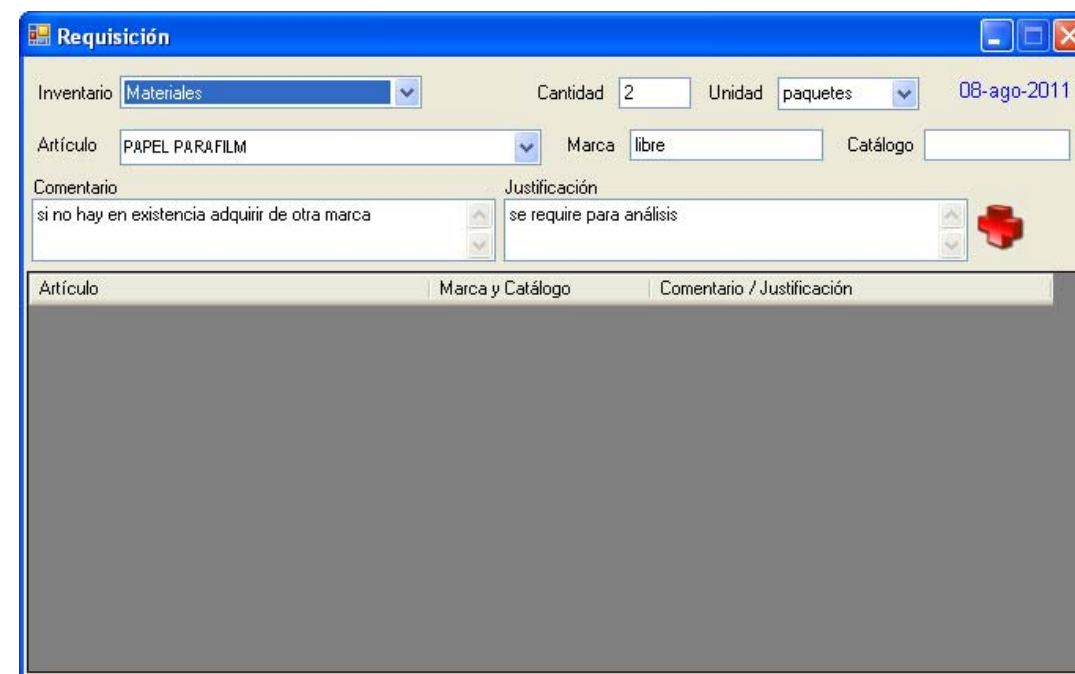 Requisición
Inventario Materiales Cantidad 2 Unidad paquetes 08-ago-2011
Artículo PAPEL PARAFILM Marca libre Catálogo
Comentario Justificación
si no hay en existencia adquirir de otra marca se require para análisis
Artículo Marca y Catálogo Comentario / Justificación